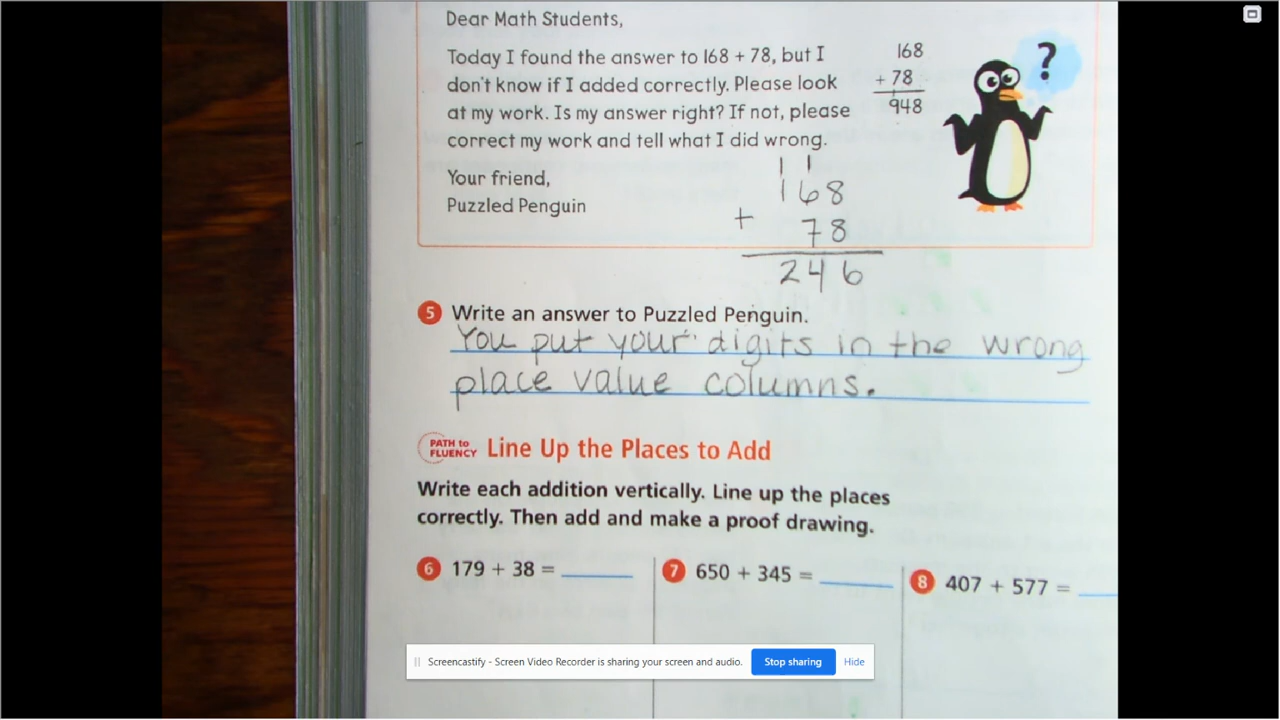 Dear Math Students,
Today I found the answer to 168 + 78, but I
don't know if I added correctly. Please look
at my work. Is my answer right? If not, please
correct my work and tell what I did wrong.
Your friend,
Puzzled Penguin
168
+ 78
948
?
1 1
168
+ 78
246
5 Write an answer to Puzzled Penguin.
You put your digits in the wrong
place value columns.
PATH to
FLUENCY
Line Up the Places to Add
Write each addition vertically. Line up the places
correctly. Then add and make a proof drawing.
6 179 + 38 =
7 650 + 345 =
8 407 + 577 =
Screencastify - Screen Video Recorder is sharing your screen and audio.
Stop sharing
Hide